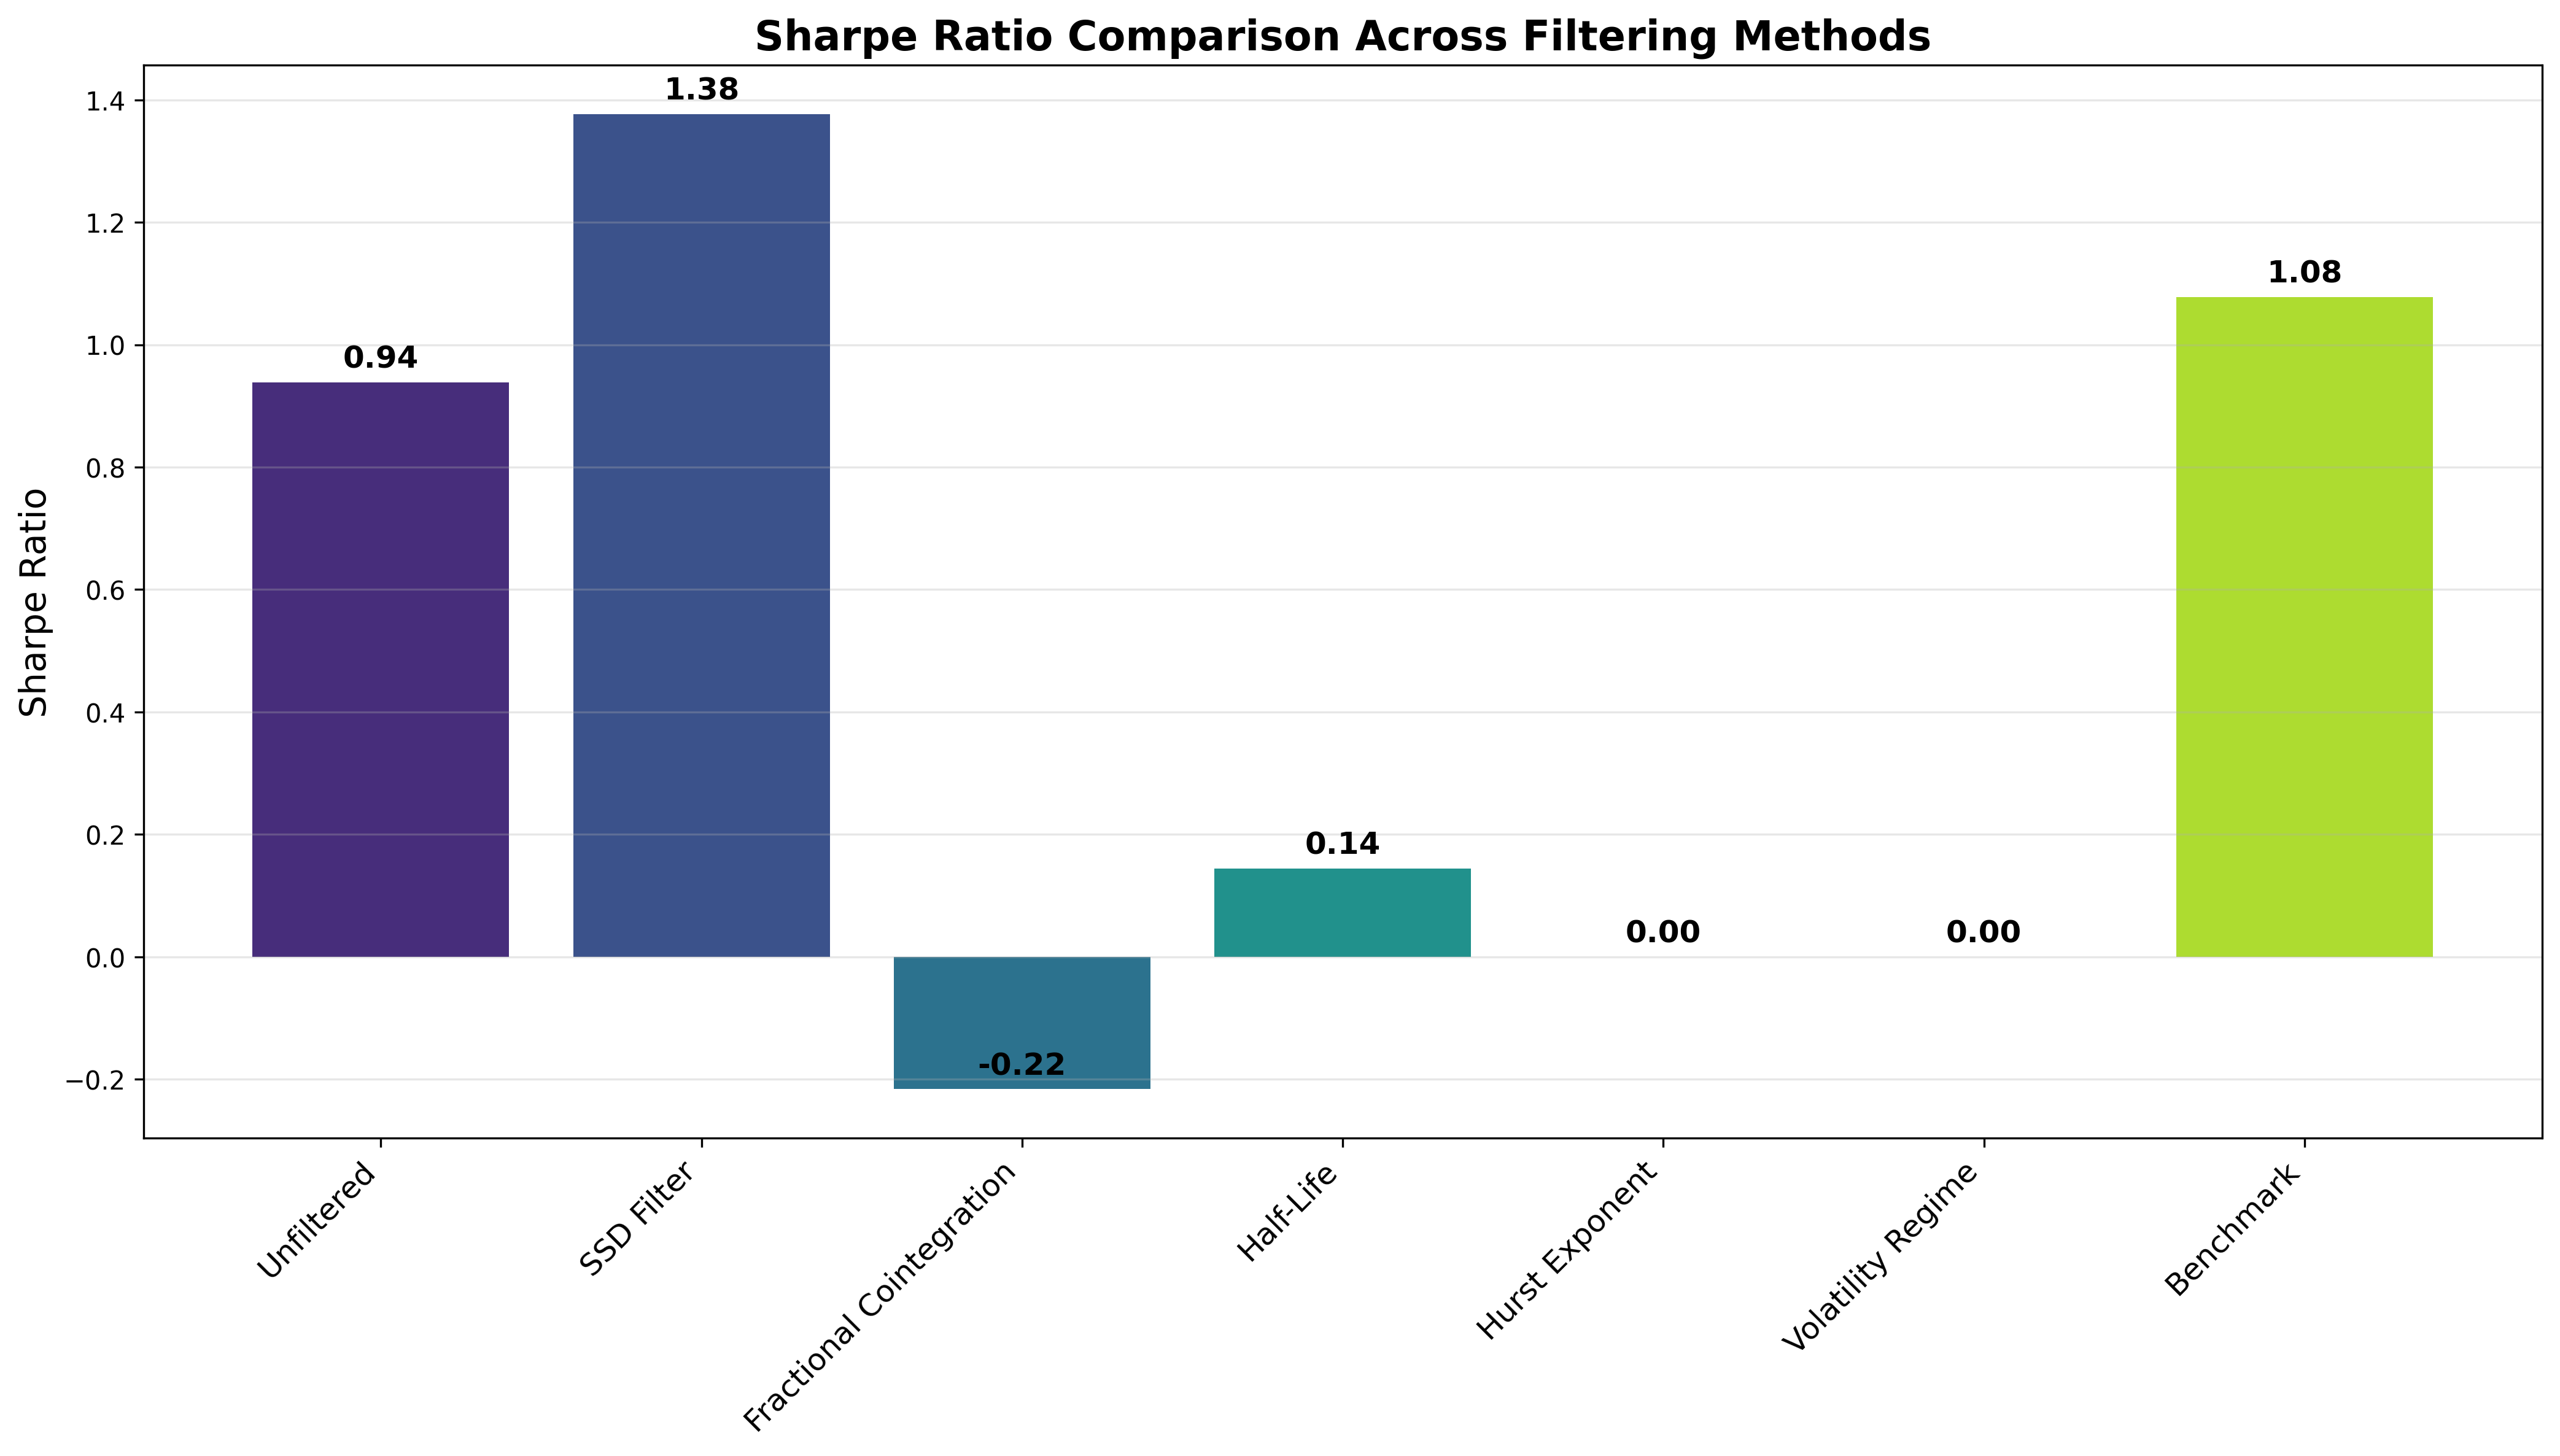 Sharpe Ratio Comparison Across Filtering Methods
Sharpe Ratio
1.4
1.2
1.0
0.8
0.6
0.4
0.2
0.0
−0.2
0.94
1.38
-0.22
0.14
0.00
0.00
1.08
Unfiltered
SSD Filter
Fractional Cointegration
Half-Life
Hurst Exponent
Volatility Regime
Benchmark